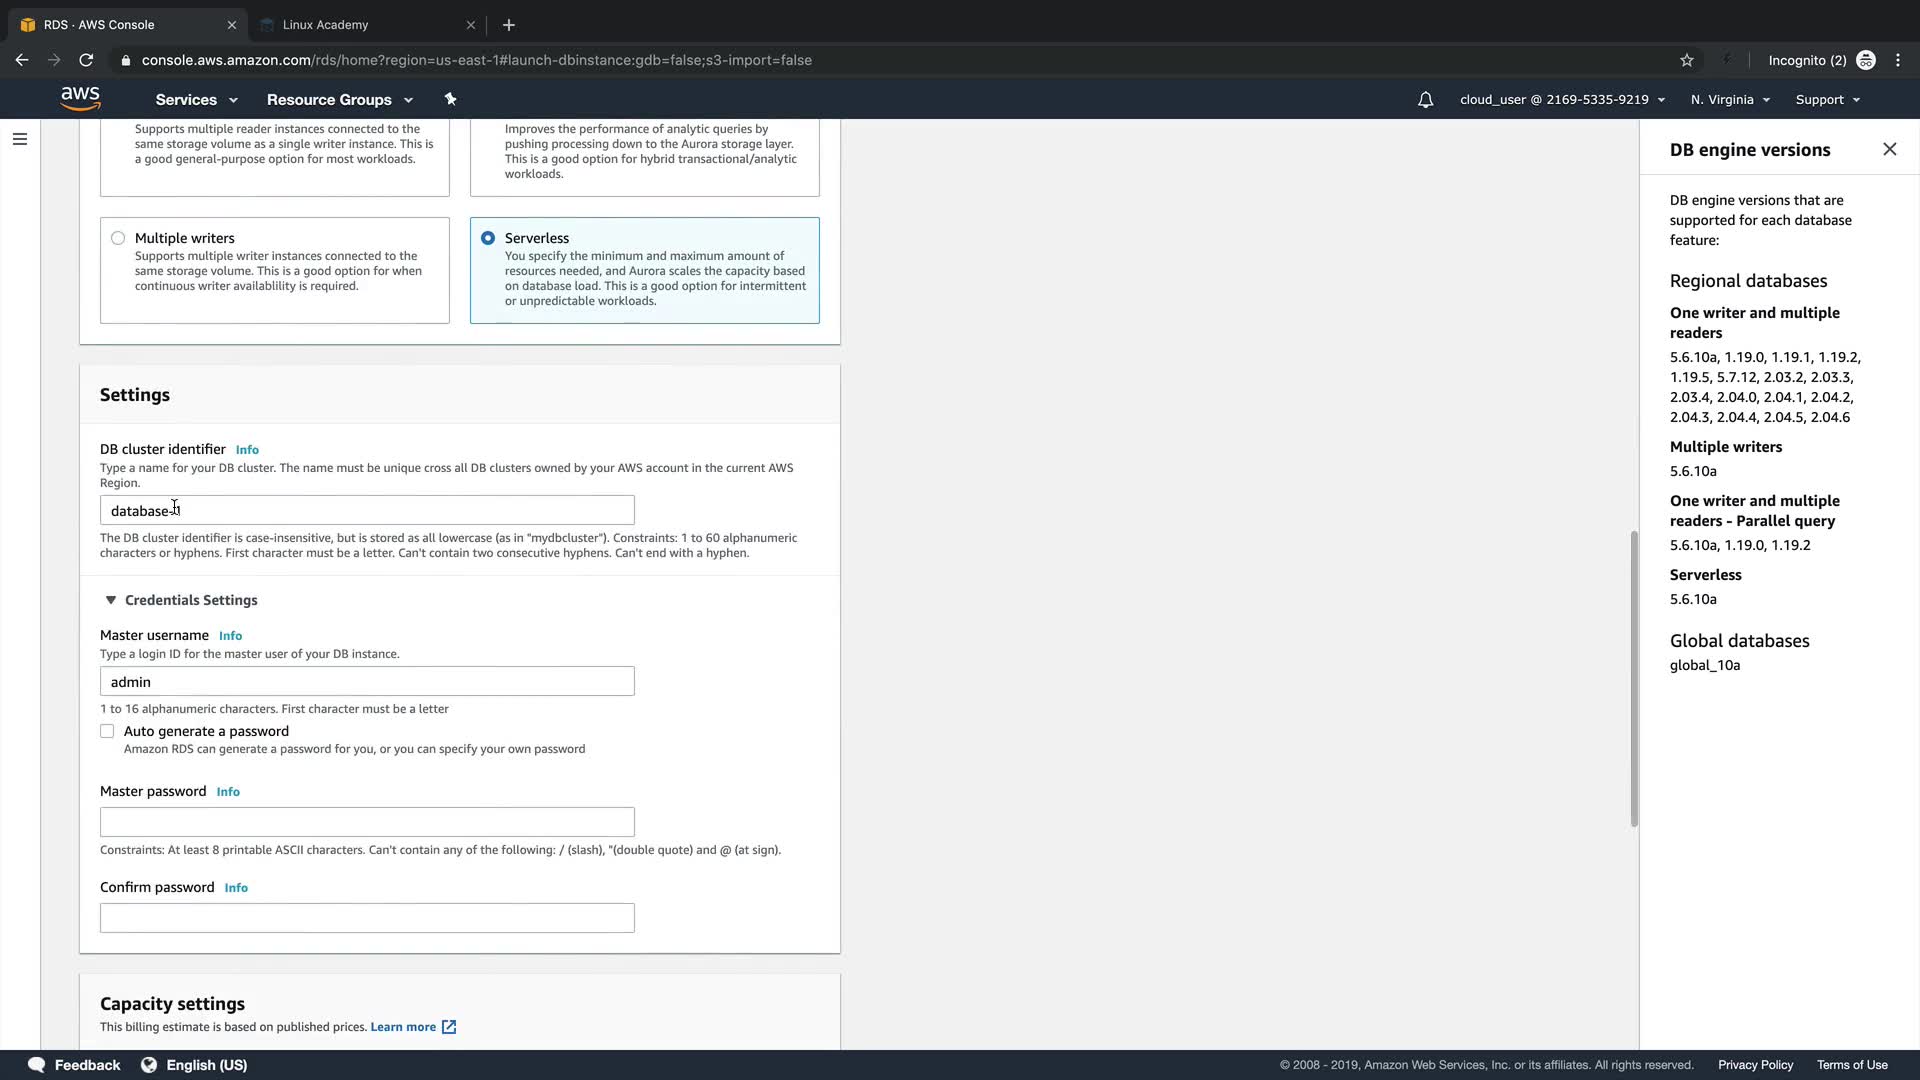 RDS · AWS Console
Linux Academy
console.aws.amazon.com/rds/home?region=us-east-1#launch-dbinstance:gdb=false;s3-import=false
Incognito (2)
aws
Services
Resource Groups
cloud_user @ 2169-5335-9219
N. Virginia
Support
Supports multiple reader instances connected to the
same storage volume as a single writer instance. This is
a good general-purpose option for most workloads.
Improves the performance of analytic queries by
pushing processing down to the Aurora storage layer.
This is a good option for hybrid transactional/analytic
workloads.
Multiple writers
Supports multiple writer instances connected to the
same storage volume. This is a good option for when
continuous writer availablility is required.
Serverless
You specify the minimum and maximum amount of
resources needed, and Aurora scales the capacity based
on database load. This is a good option for intermittent
or unpredictable workloads.
Settings
DB cluster identifier Info
Type a name for your DB cluster. The name must be unique cross all DB clusters owned by your AWS account in the current AWS
Region.
database-1
The DB cluster identifier is case-insensitive, but is stored as all lowercase (as in "mydbcluster"). Constraints: 1 to 60 alphanumeric
characters or hyphens. First character must be a letter. Can't contain two consecutive hyphens. Can't end with a hyphen.
Credentials Settings
Master username Info
Type a login ID for the master user of your DB instance.
admin
1 to 16 alphanumeric characters. First character must be a letter
Auto generate a password
Amazon RDS can generate a password for you, or you can specify your own password
Master password Info
Constraints: At least 8 printable ASCII characters. Can't contain any of the following: / (slash), "(double quote) and @ (at sign).
Confirm password Info
Capacity settings
This billing estimate is based on published prices. Learn more
DB engine versions
DB engine versions that are
supported for each database
feature:
Regional databases
One writer and multiple
readers
5.6.10a, 1.19.0, 1.19.1, 1.19.2,
1.19.5, 5.7.12, 2.03.2, 2.03.3,
2.03.4, 2.04.0, 2.04.1, 2.04.2,
2.04.3, 2.04.4, 2.04.5, 2.04.6
Multiple writers
5.6.10a
One writer and multiple
readers - Parallel query
5.6.10a, 1.19.0, 1.19.2
Serverless
5.6.10a
Global databases
global_10a
Feedback
English (US)
© 2008 - 2019, Amazon Web Services, Inc. or its affiliates. All rights reserved.
Privacy Policy
Terms of Use